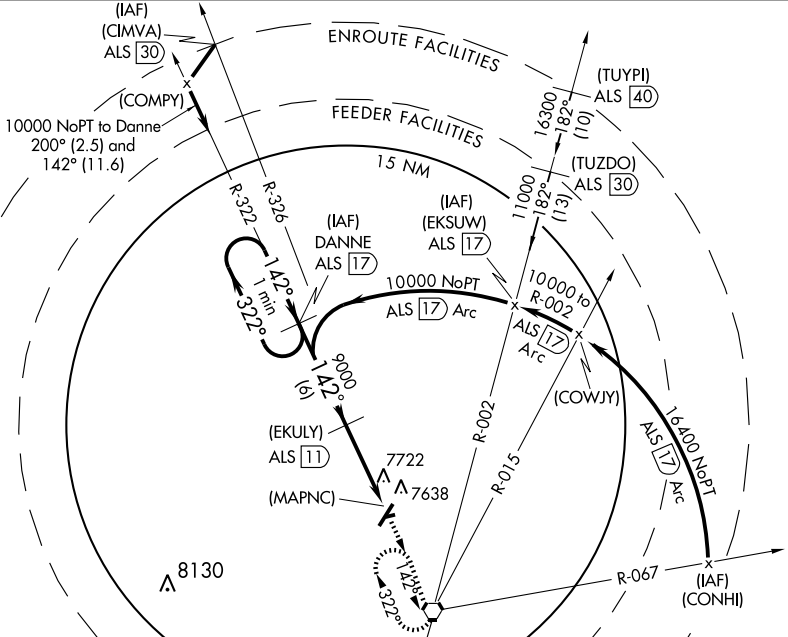 (IAF)
(CIMVA)
ALS 30
ENROUTE FACILITIES
(TUYPI)
ALS 40
16300
182°
(10)
(COMPY)
FEEDER FACILITIES
10000 NoPT to Danne
200° (2.5) and
142° (11.6)
15 NM
(TUZDO)
ALS 30
11000
182°
(13)
R-322
R-326
(IAF)
DANNE
ALS 17
(IAF)
(EKSUW)
ALS 17
142°
1 min
322°
10000 NoPT
ALS 17 Arc
10000 to
R-002
ALS 17
Arc
9000
142°
(6)
(COWJY)
16400 NoPT
ALS 17 Arc
R-002
R-015
(EKULY)
ALS 11
7722
7638
(MAPNC)
8130
142°
322°
R-067
(IAF)
(CONHI)